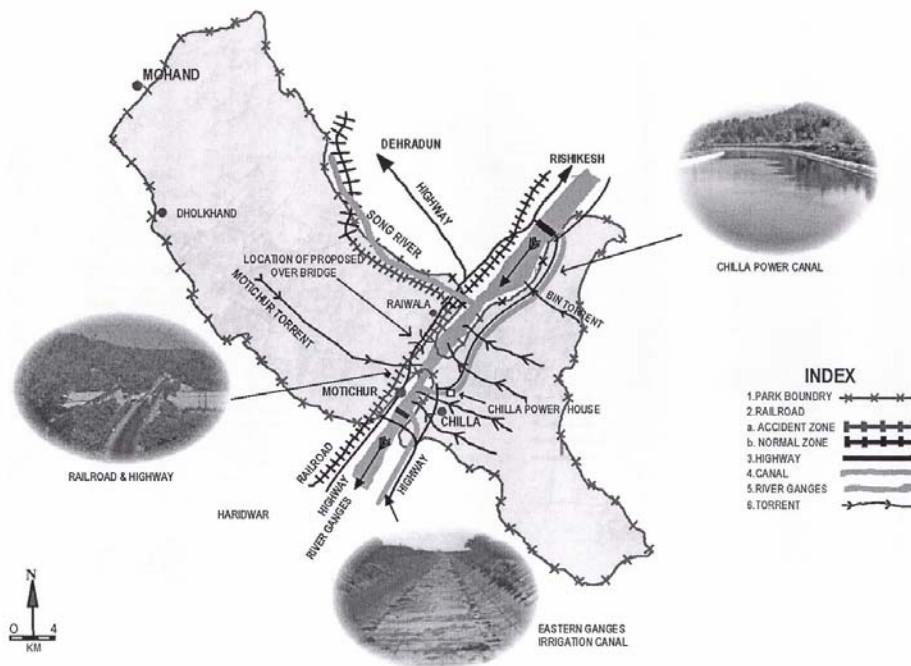 MOHAND
DEHRADUN
RISHIKESH
HIGHWAY
DHOLKHAND
SONG RIVER
LOCATION OF PROPOSED
OVER BRIDGE
CHILLA POWER CANAL
MOTICHUR TORRENT
RAIWALA
BIN TORRENT
MOTICHUR
CHILLA POWER HOUSE
CHILLA
RAILROAD & HIGHWAY
RAILROAD
HIGHWAY
RIVER GANGES
HIGHWAY
HARIDWAR
INDEX
1.PARK BOUNDRY
2.RAILROAD
a. ACCIDENT ZONE
b. NORMAL ZONE
3.HIGHWAY
4.CANAL
5.RIVER GANGES
6.TORRENT
N
0 4
KM
EASTERN GANGES
IRRIGATION CANAL